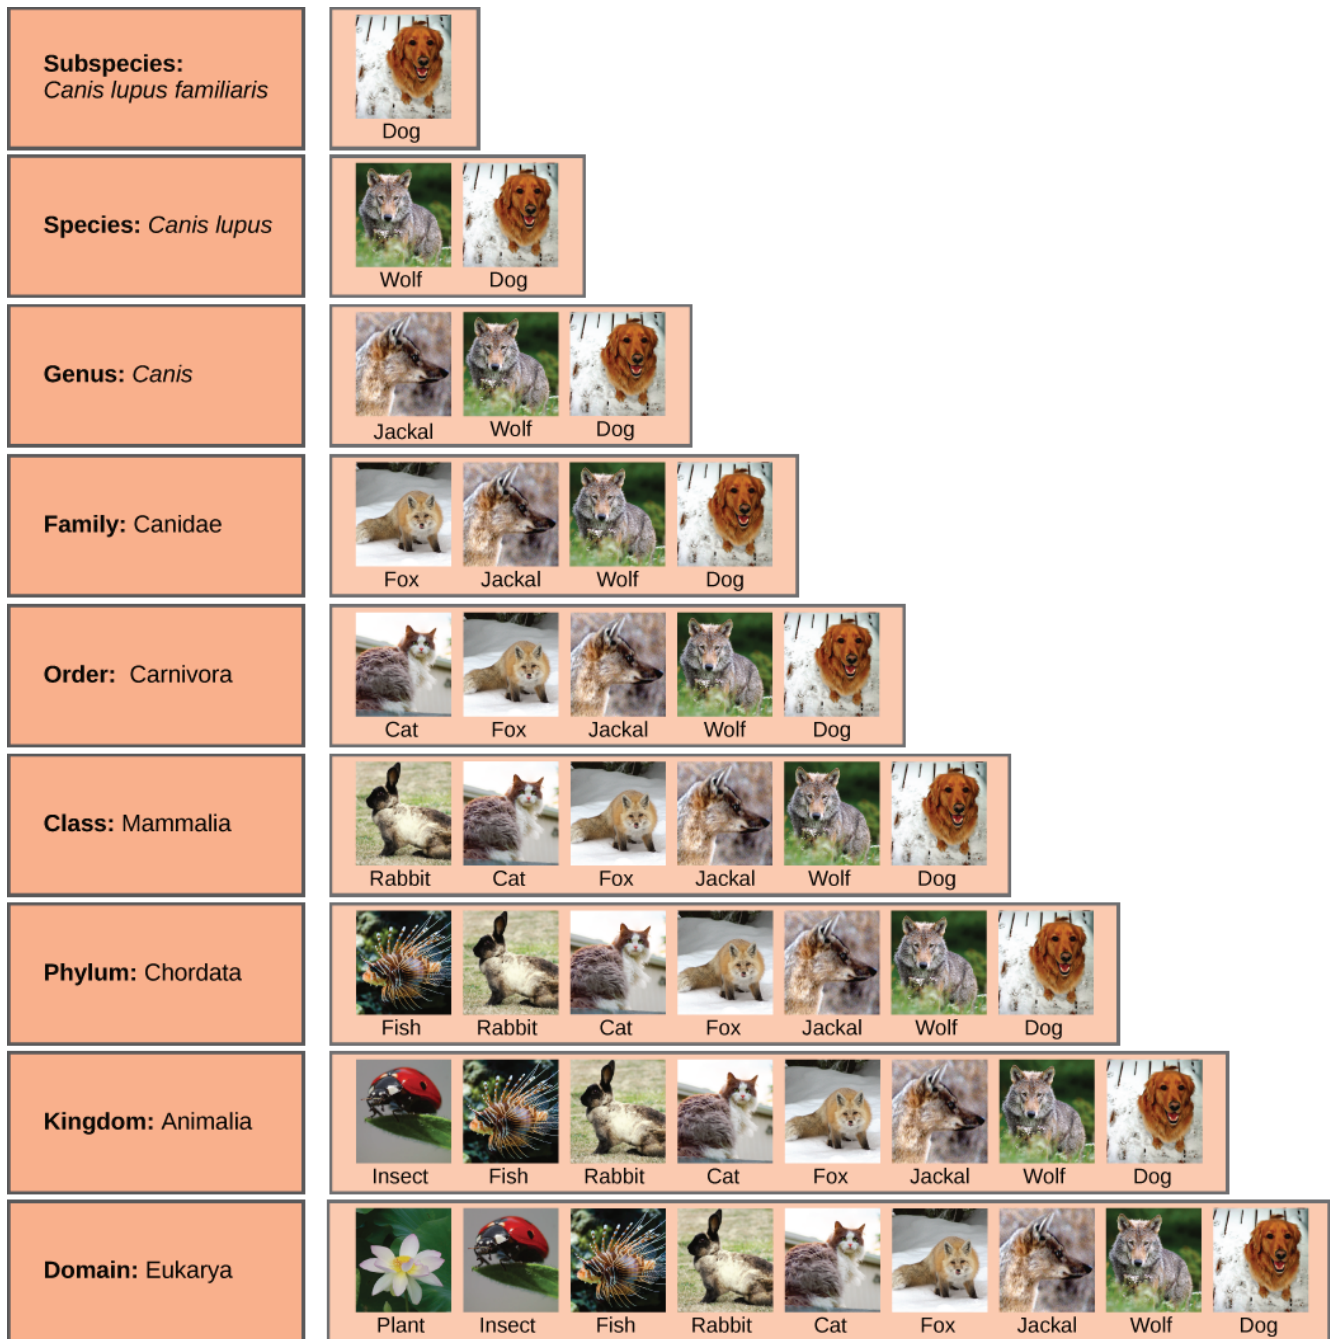 Subspecies:
Canis lupus familiaris
Dog
Species: Canis lupus
Wolf Dog
Genus: Canis
Jackal Wolf Dog
Family: Canidae
Fox Jackal Wolf Dog
Order: Carnivora
Cat Fox Jackal Wolf Dog
Class: Mammalia
Rabbit Cat Fox Jackal Wolf Dog
Phylum: Chordata
Fish Rabbit Cat Fox Jackal Wolf Dog
Kingdom: Animalia
Insect Fish Rabbit Cat Fox Jackal Wolf Dog
Domain: Eukarya
Plant Insect Fish Rabbit Cat Fox Jackal Wolf Dog